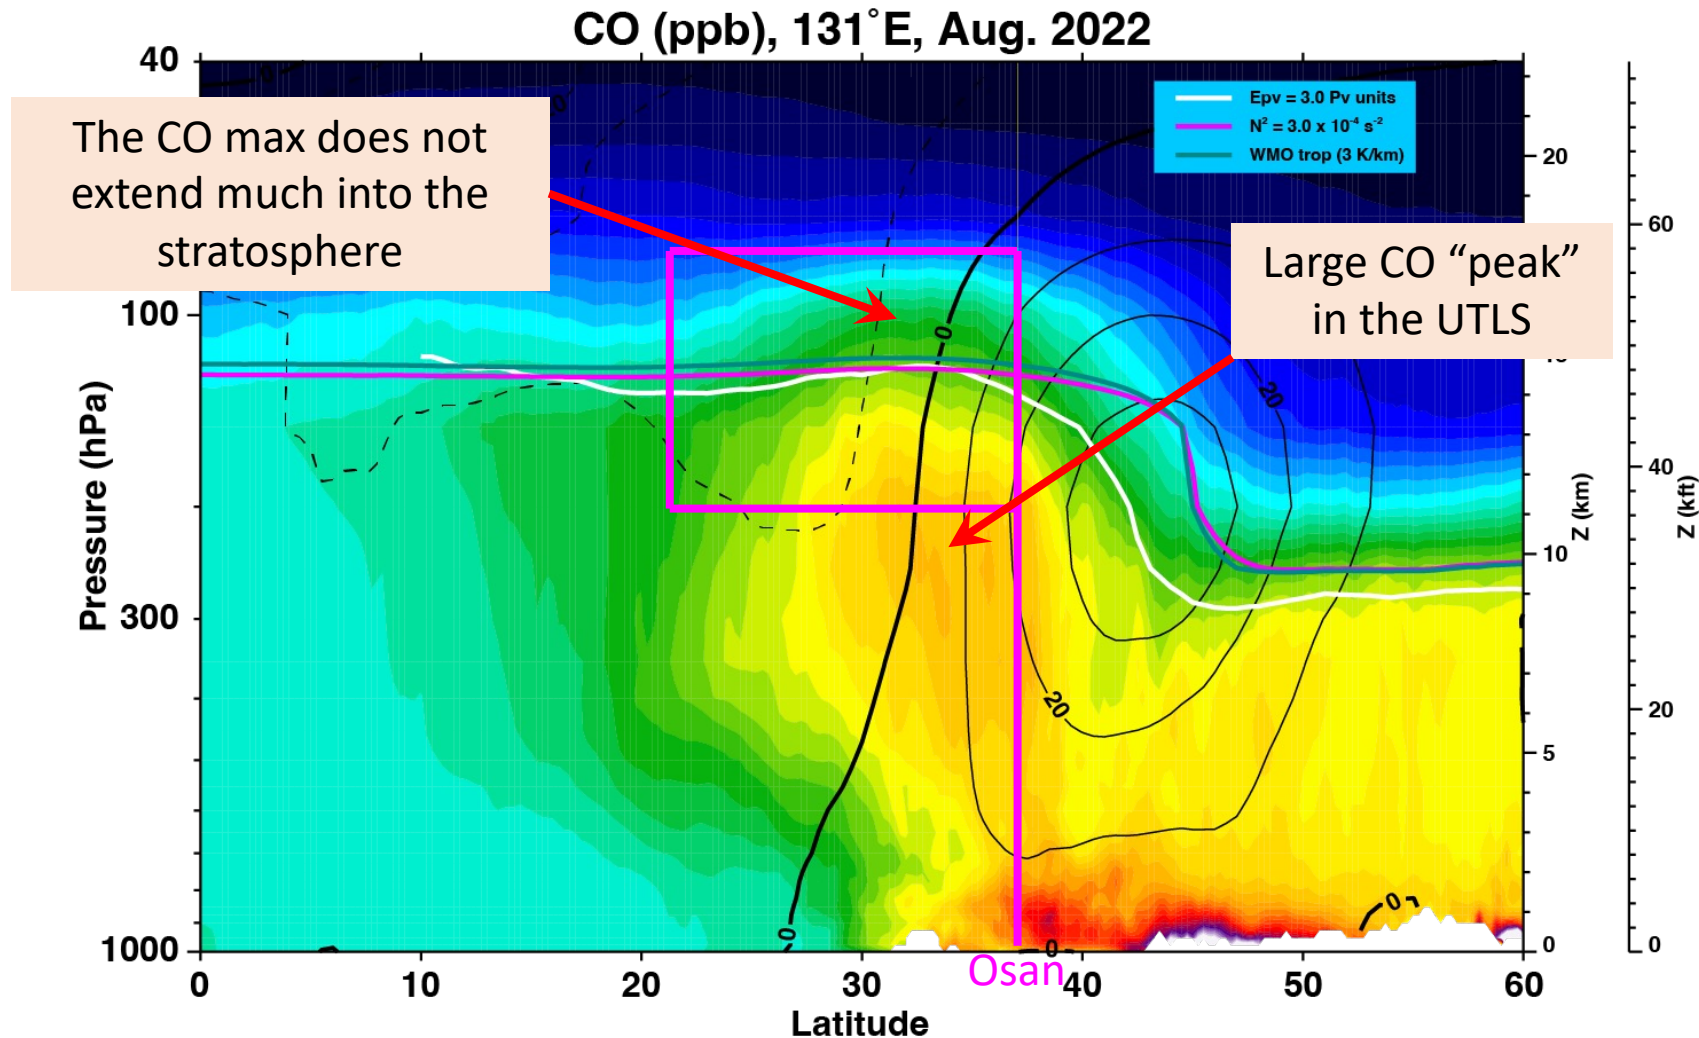 CO (ppb), 131°E, Aug. 2022
40
Epv = 3.0 Pv units
N² = 3.0 x 10⁻⁴ s⁻²
WMO trop (3 K/km)
The CO max does not
extend much into the
stratosphere
20
60
Large CO “peak”
in the UTLS
100
0
20
40
Pressure (hPa)
10
Z (km)
Z (kft)
300
20
20
5
0
0
0
1000
0
0
0
Osan
0
10
20
30
40
50
60
Latitude